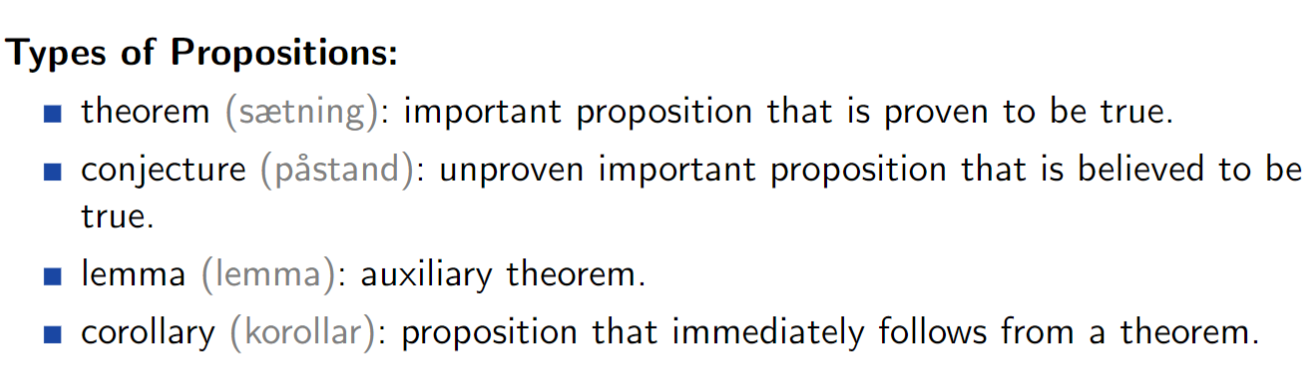 Types of Propositions:
theorem (sætning): important proposition that is proven to be true.
conjecture (påstand): unproven important proposition that is believed to be
true.
lemma (lemma): auxiliary theorem.
corollary (korollar): proposition that immediately follows from a theorem.